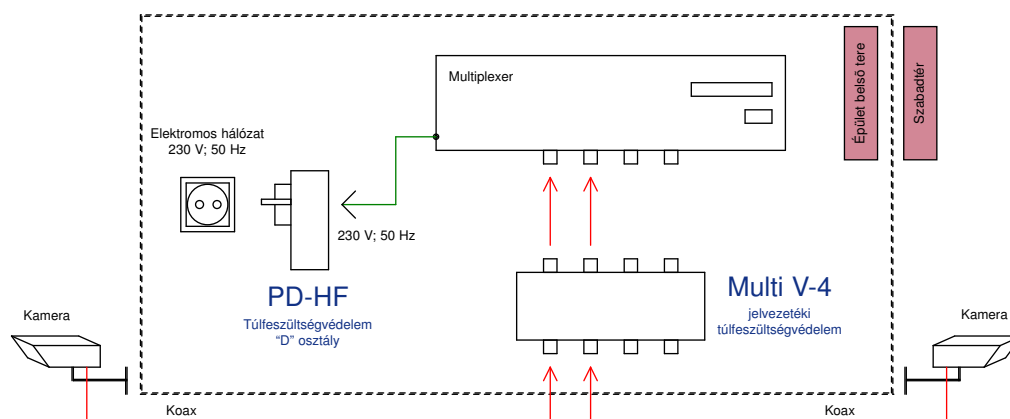 Multiplexer
Épület belső tere
Szabadtér
Elektromos hálózat
230 V; 50 Hz
230 V; 50 Hz
PD-HF
Túlfeszültségvédelem
“D” osztály
Multi V-4
jelvezetéki
túlfeszültségvédelem
Kamera
Kamera
Koax
Koax